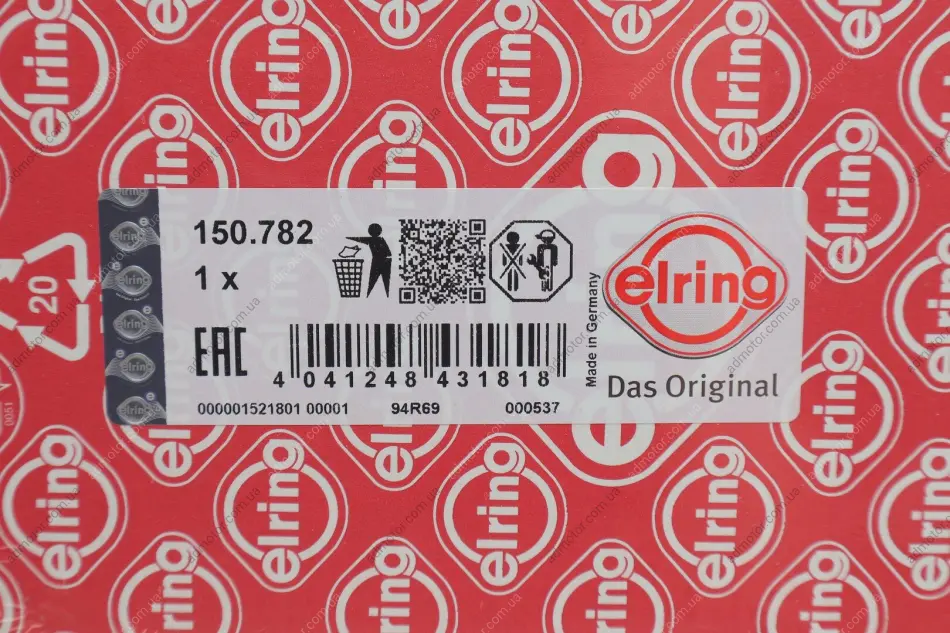 150.782
1 x
EAC
4 041248 431818
000001521801 00001 94R69 000537
Made in Germany
elring
Das Original
20
elring
admotor.com.ua